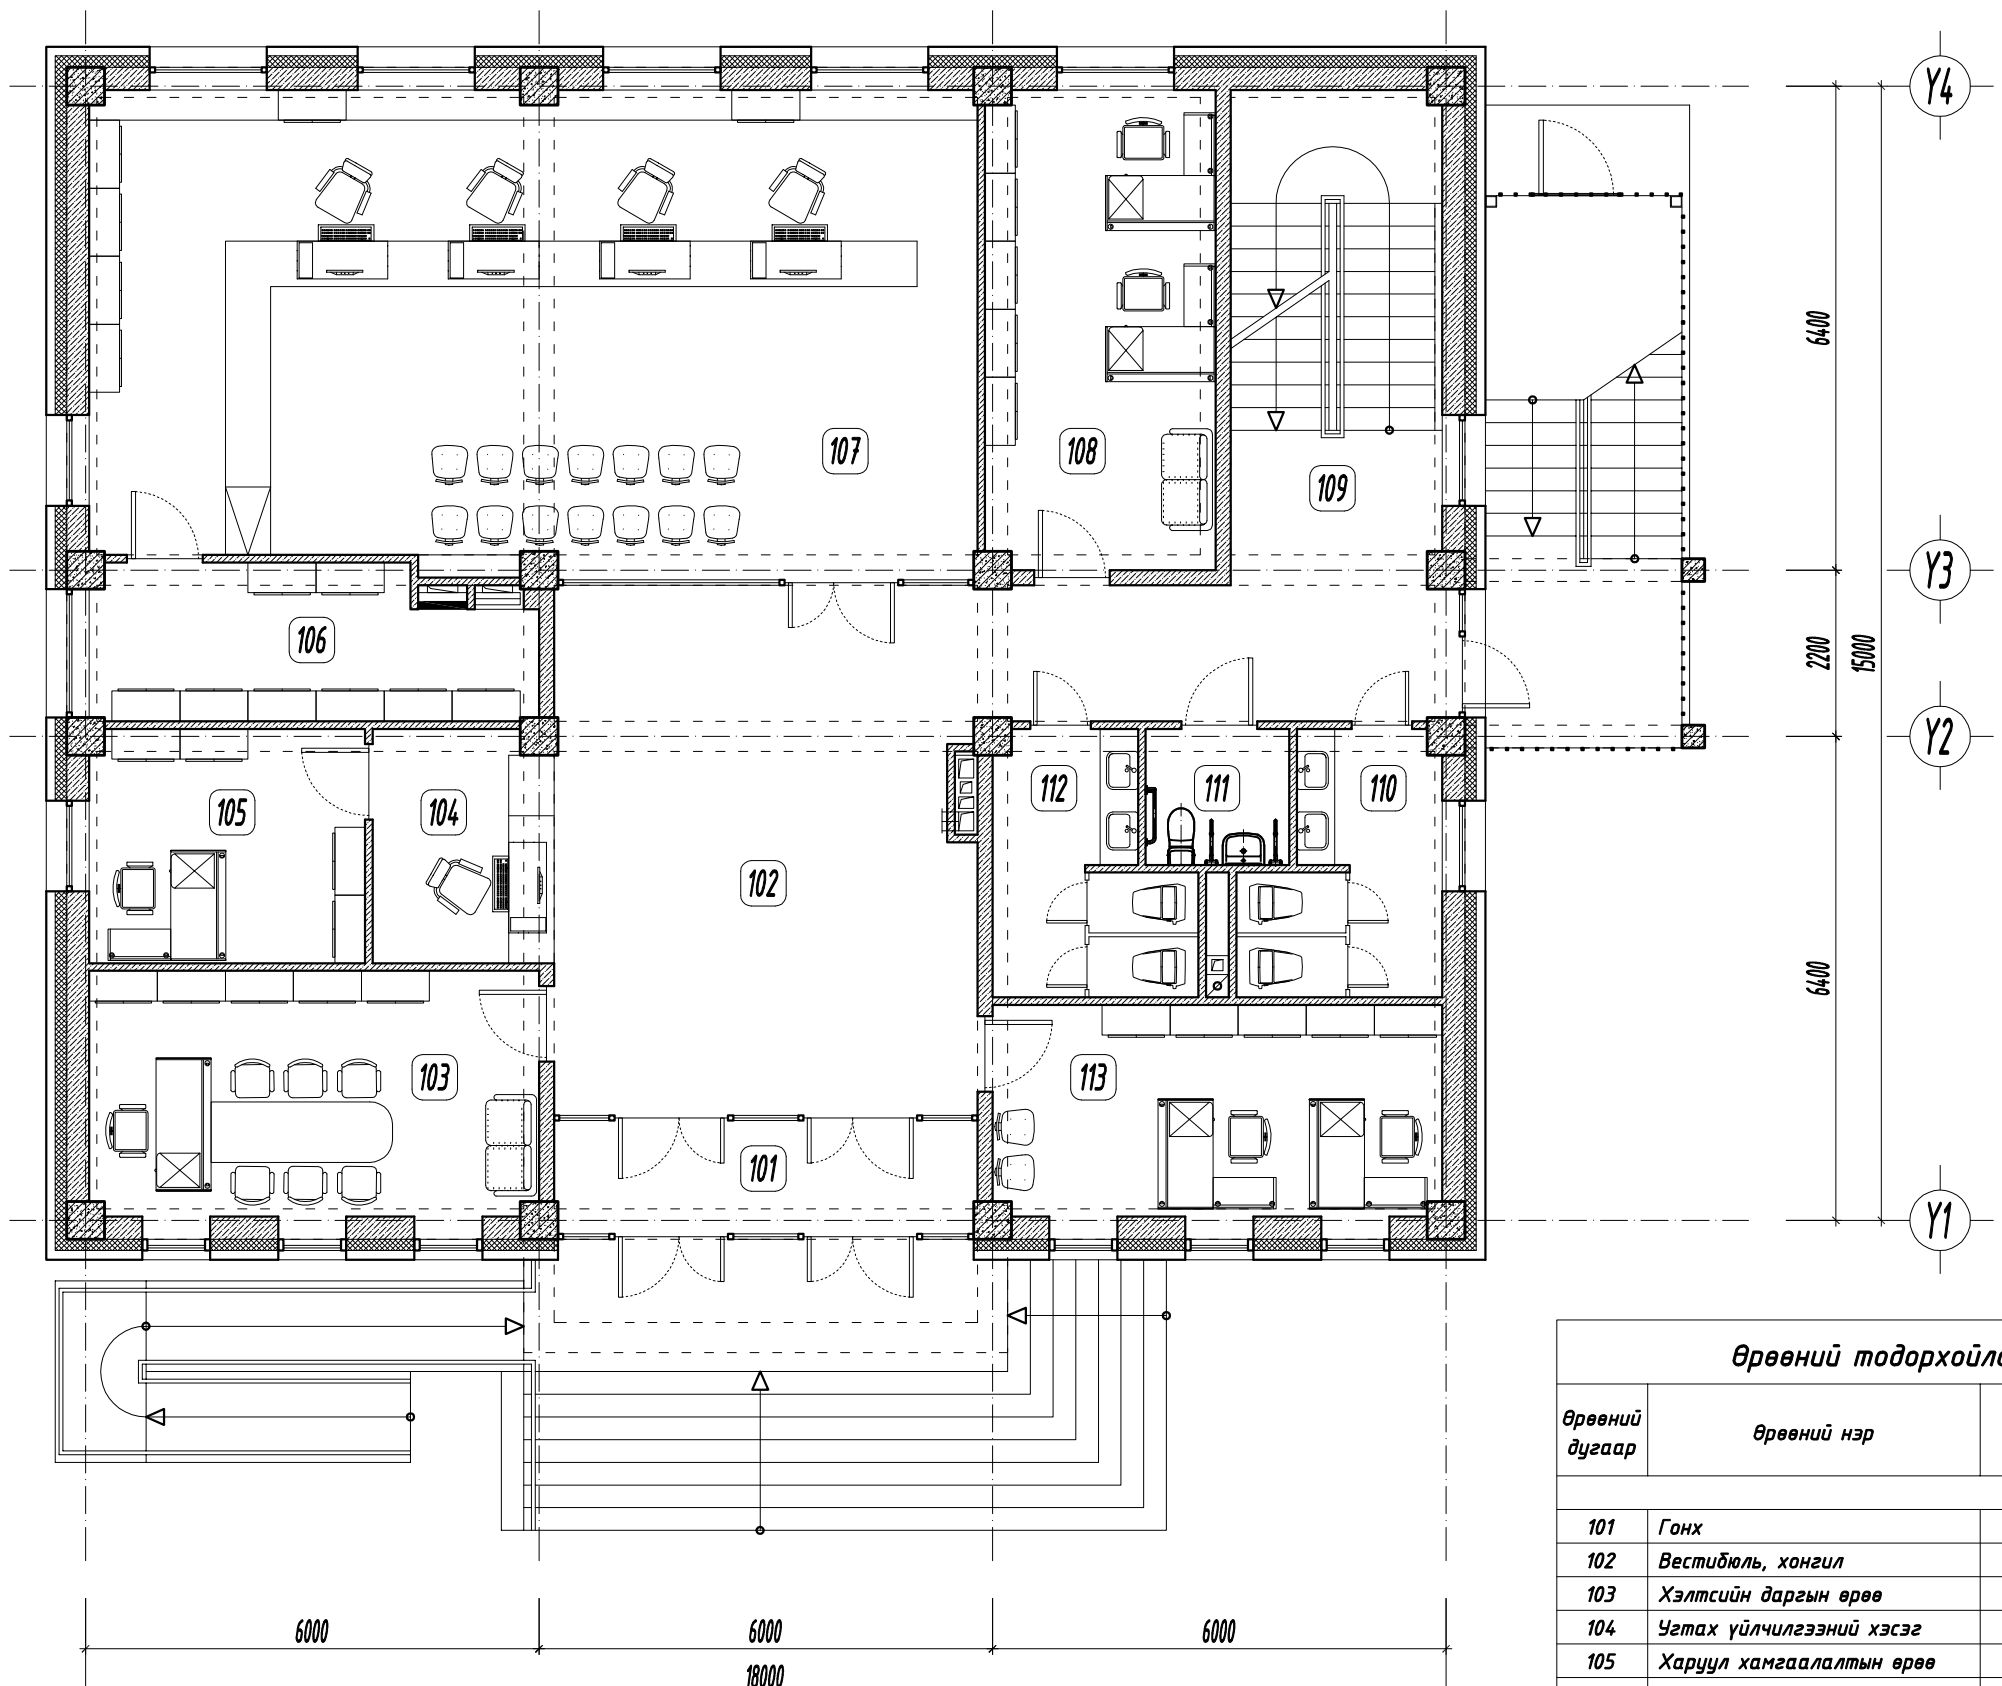 Y4
6400
107
108
109
Y3
106
2200
15000
Y2
105
104
112
111
110
102
6400
103
113
101
Y1
Өрөөний тодорхойло
Өрөөний
дугаар
Өрөөний нэр
101 Гонх
102 Вестибюль, хонгил
103 Хэлтсийн даргын өрөө
104 Угтах үйлчилгээний хэсэг
105 Харуул хамгаалалтын өрөө
6000 6000 6000
18000